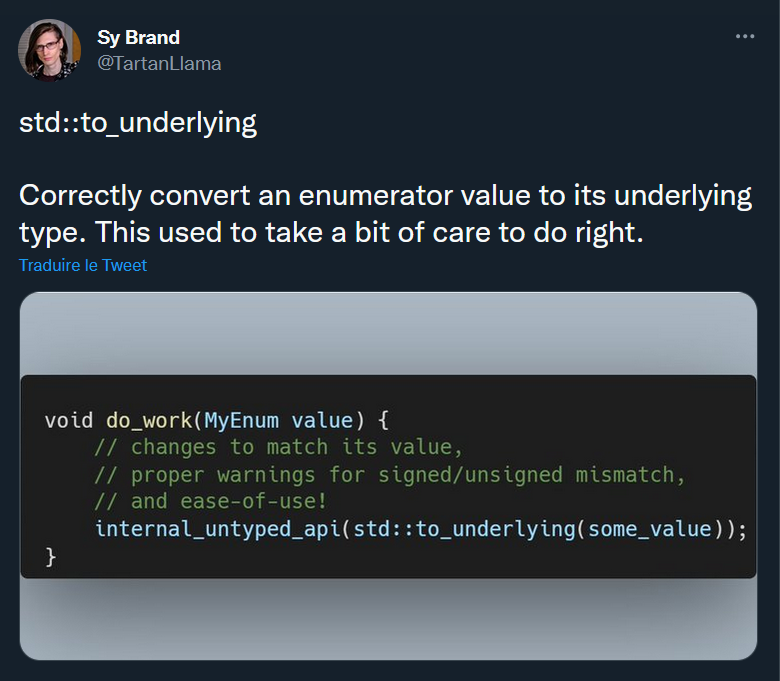 Sy Brand
@TartanLlama
std::to_underlying
Correctly convert an enumerator value to its underlying
type. This used to take a bit of care to do right.
Traduire le Tweet
void do_work(MyEnum value) {
    // changes to match its value,
    // proper warnings for signed/unsigned mismatch,
    // and ease-of-use!
    internal_untyped_api(std::to_underlying(some_value));
}